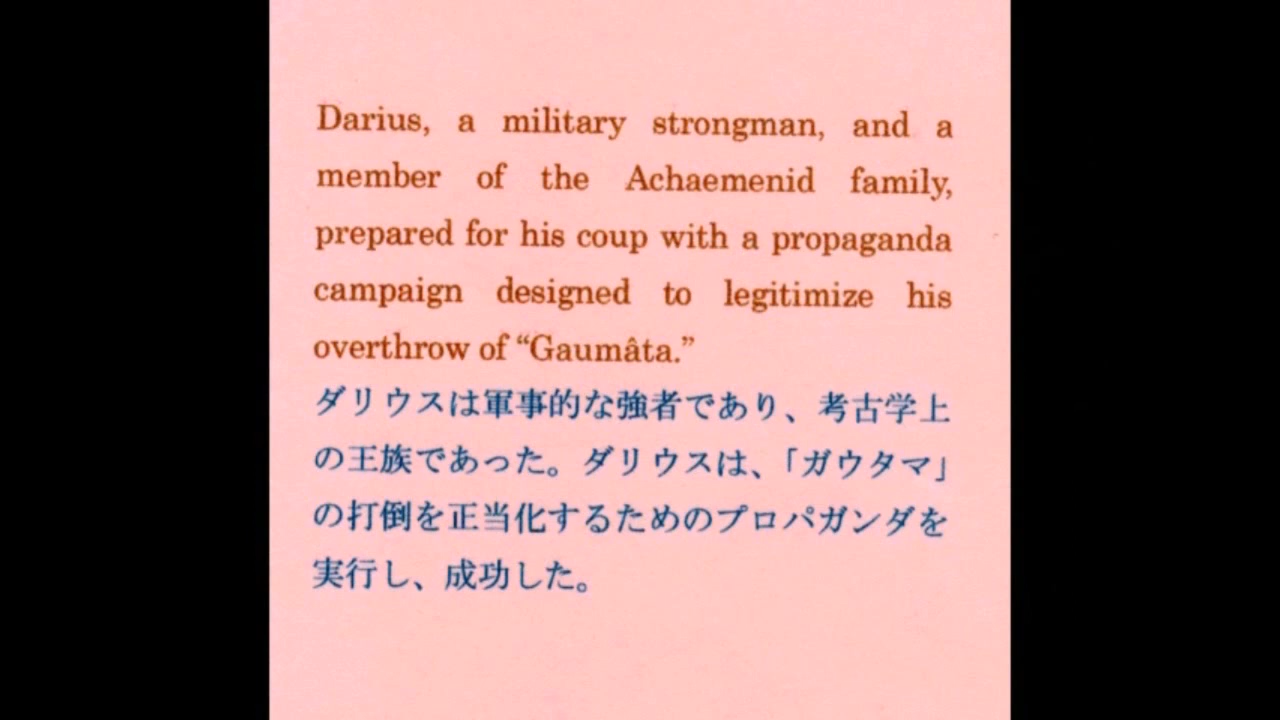 Darius, a military strongman, and a
member of the Achaemenid family,
prepared for his coup with a propaganda
campaign designed to legitimize his
overthrow of “Gaumâta.”
ダリウスは軍事的な強者であり、考古学上
の王族であった。ダリウスは、「ガウタマ」
の打倒を正当化するためのプロパガンダを
実行し、成功した。